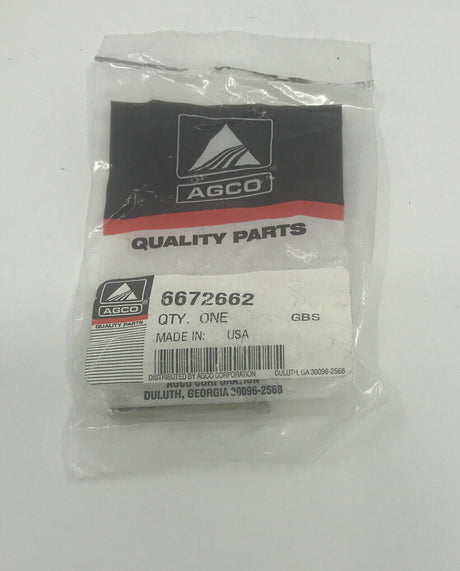 AGCO
QUALITY PARTS
AGCO
QUALITY PARTS
6672662
QTY. ONE GBS
MADE IN: USA
DISTRIBUTED BY AGCO CORPORATION DULUTH, GA 30096-2568
AGCO CORPORATION
DULUTH, GEORGIA 30096-2568